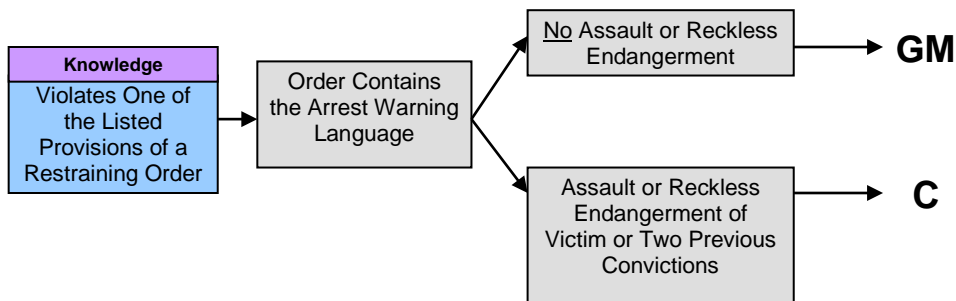 Knowledge
Violates One of
the Listed
Provisions of a
Restraining Order
Order Contains
the Arrest Warning
Language
No Assault or Reckless
Endangerment
GM
Assault or Reckless
Endangerment of
Victim or Two Previous
Convictions
C